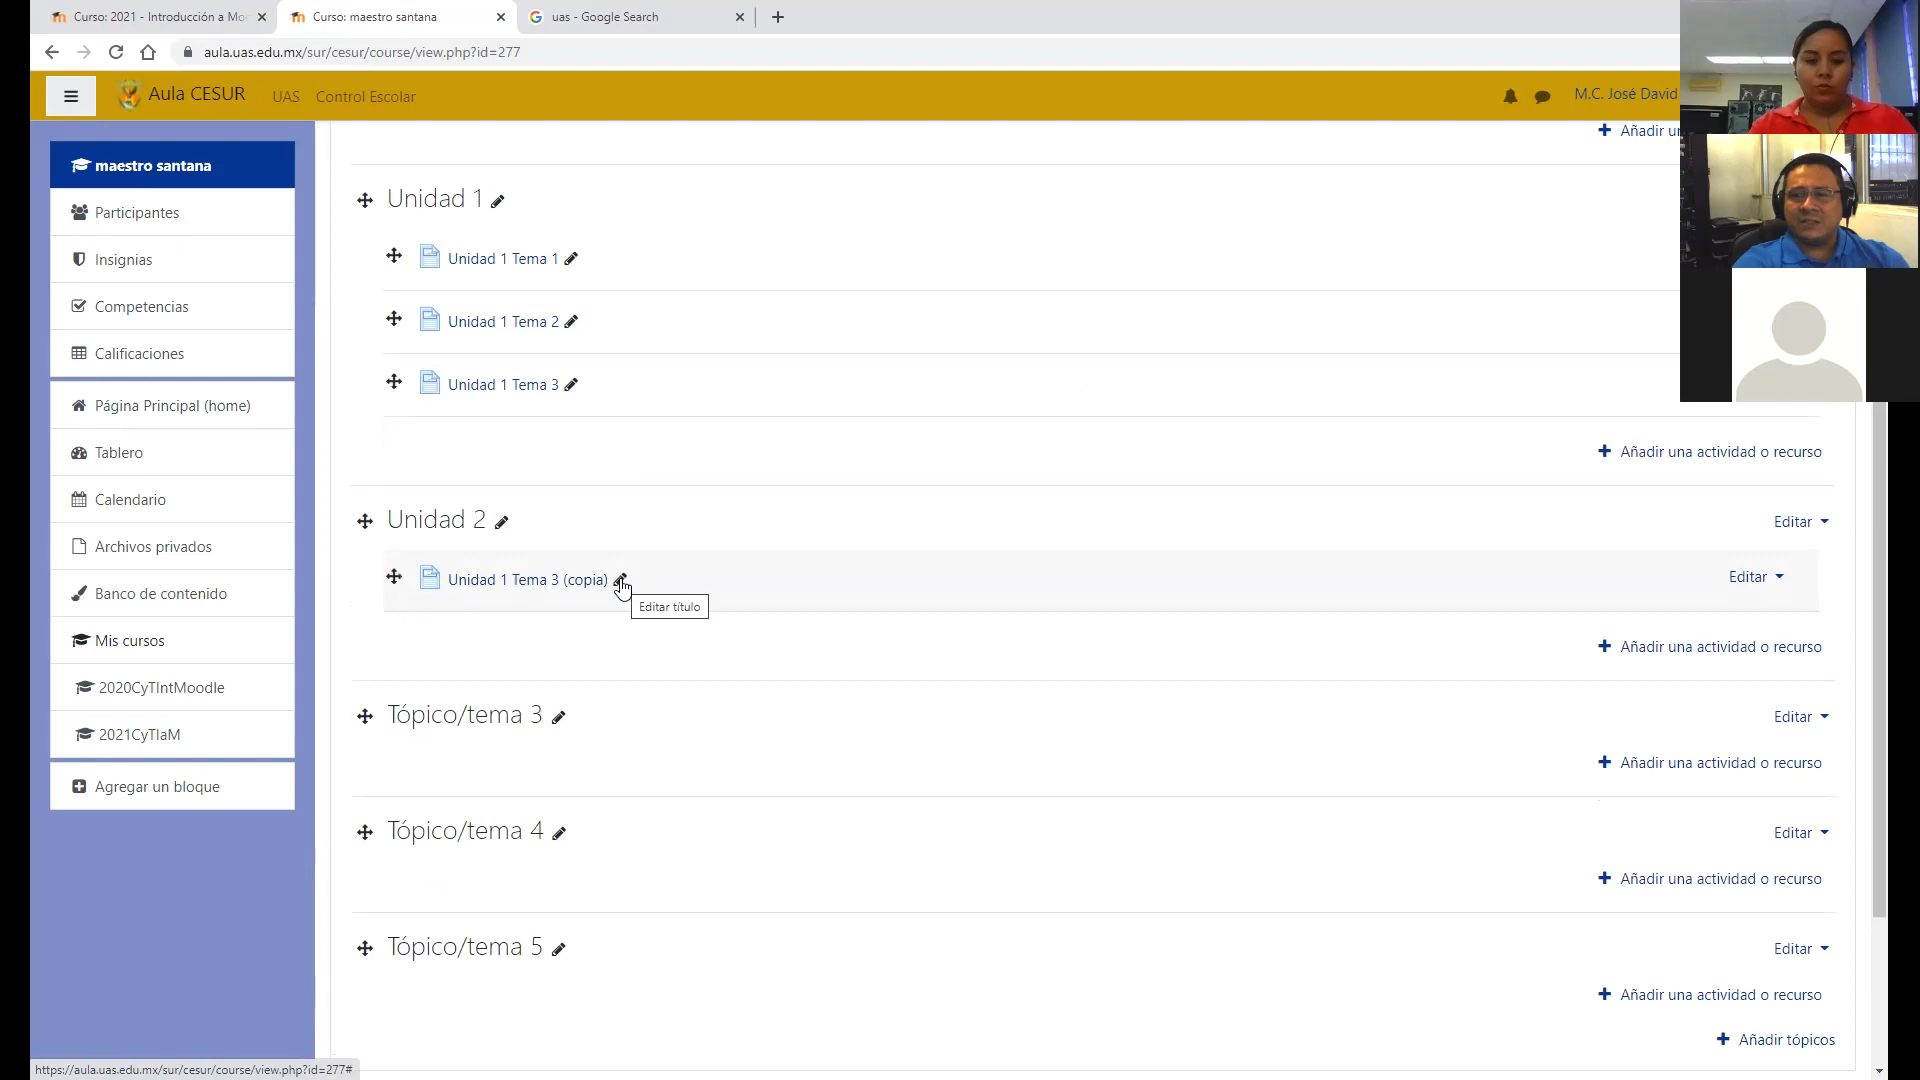 Curso: 2021 - Introducción a Mo
Curso: maestro santana
uas - Google Search
aula.uas.edu.mx/sur/cesur/course/view.php?id=277
Aula CESUR
UAS
Control Escolar
M.C. José David
maestro santana
Participantes
Insignias
Competencias
Calificaciones
Página Principal (home)
Tablero
Calendario
Archivos privados
Banco de contenido
Mis cursos
2020CyTIntMoodle
2021CyTIaM
Agregar un bloque
Añadir un
Unidad 1
Unidad 1 Tema 1
Unidad 1 Tema 2
Unidad 1 Tema 3
Añadir una actividad o recurso
Unidad 2
Editar
Unidad 1 Tema 3 (copia)
Editar
Editar título
Añadir una actividad o recurso
Tópico/tema 3
Editar
Añadir una actividad o recurso
Tópico/tema 4
Editar
Añadir una actividad o recurso
Tópico/tema 5
Editar
Añadir una actividad o recurso
Añadir tópicos
https://aula.uas.edu.mx/sur/cesur/course/view.php?id=277#